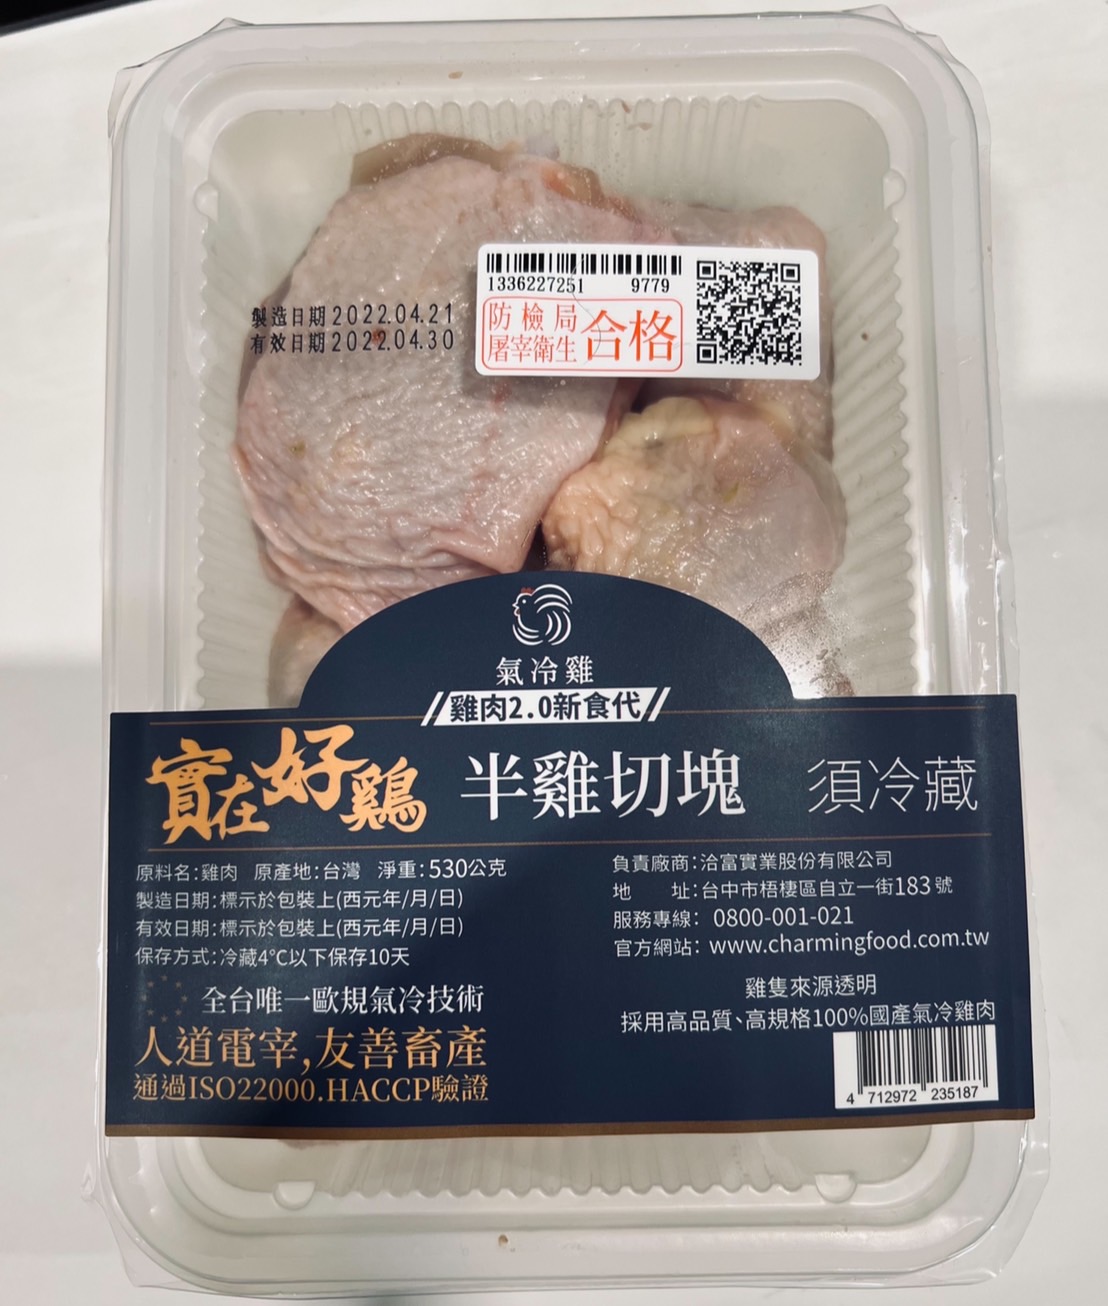 製造日期 2022.04.21
有效日期 2022.04.30
1336227251 9779
防檢局
屠宰衛生
合格
氣冷雞
雞肉2.0新食代
實在好鷄 半雞切塊 須冷藏
原料名:雞肉 原產地:台灣 淨重:530公克
製造日期:標示於包裝上(西元年/月/日)
有效日期:標示於包裝上(西元年/月/日)
保存方式:冷藏4℃以下保存10天
全台唯一歐規氣冷技術
人道電宰,友善畜產
通過ISO22000.HACCP驗證
負責廠商:洽富實業股份有限公司
地 址:台中市梧棲區自立一街183號
服務專線: 0800-001-021
官方網站: www.charmingfood.com.tw
雞隻來源透明
採用高品質、高規格100%國產氣冷雞肉
4 712972 235187